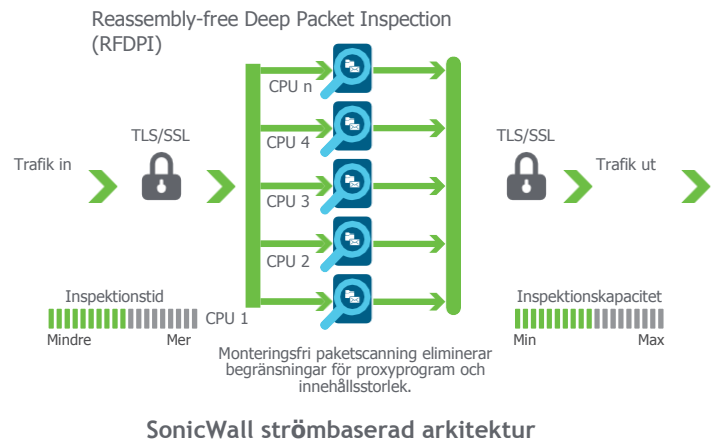 Reassembly-free Deep Packet Inspection
(RFDPI)
CPU n
TLS/SSL
CPU 4
TLS/SSL
Trafik in
Trafik ut
CPU 3
CPU 2
Inspektionstid
CPU 1
Mindre
Mer
Inspektionskapacitet
Min
Max
Monteringsfri paketscanning eliminerar
begränsningar för proxyprogram och
innehållsstorlek.
SonicWall strömbaserad arkitektur